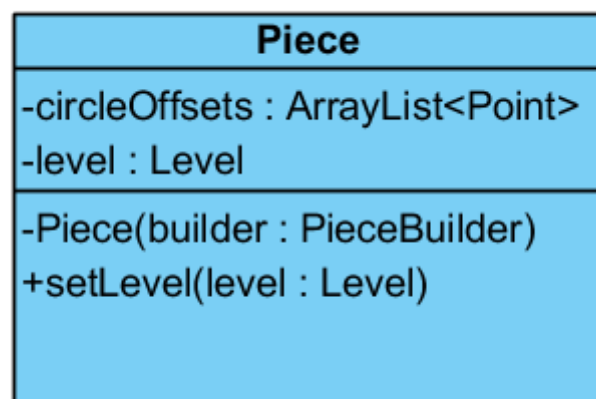 Piece
-circleOffsets : ArrayList<Point>
-level : Level
-Piece(builder : PieceBuilder)
+setLevel(level : Level)